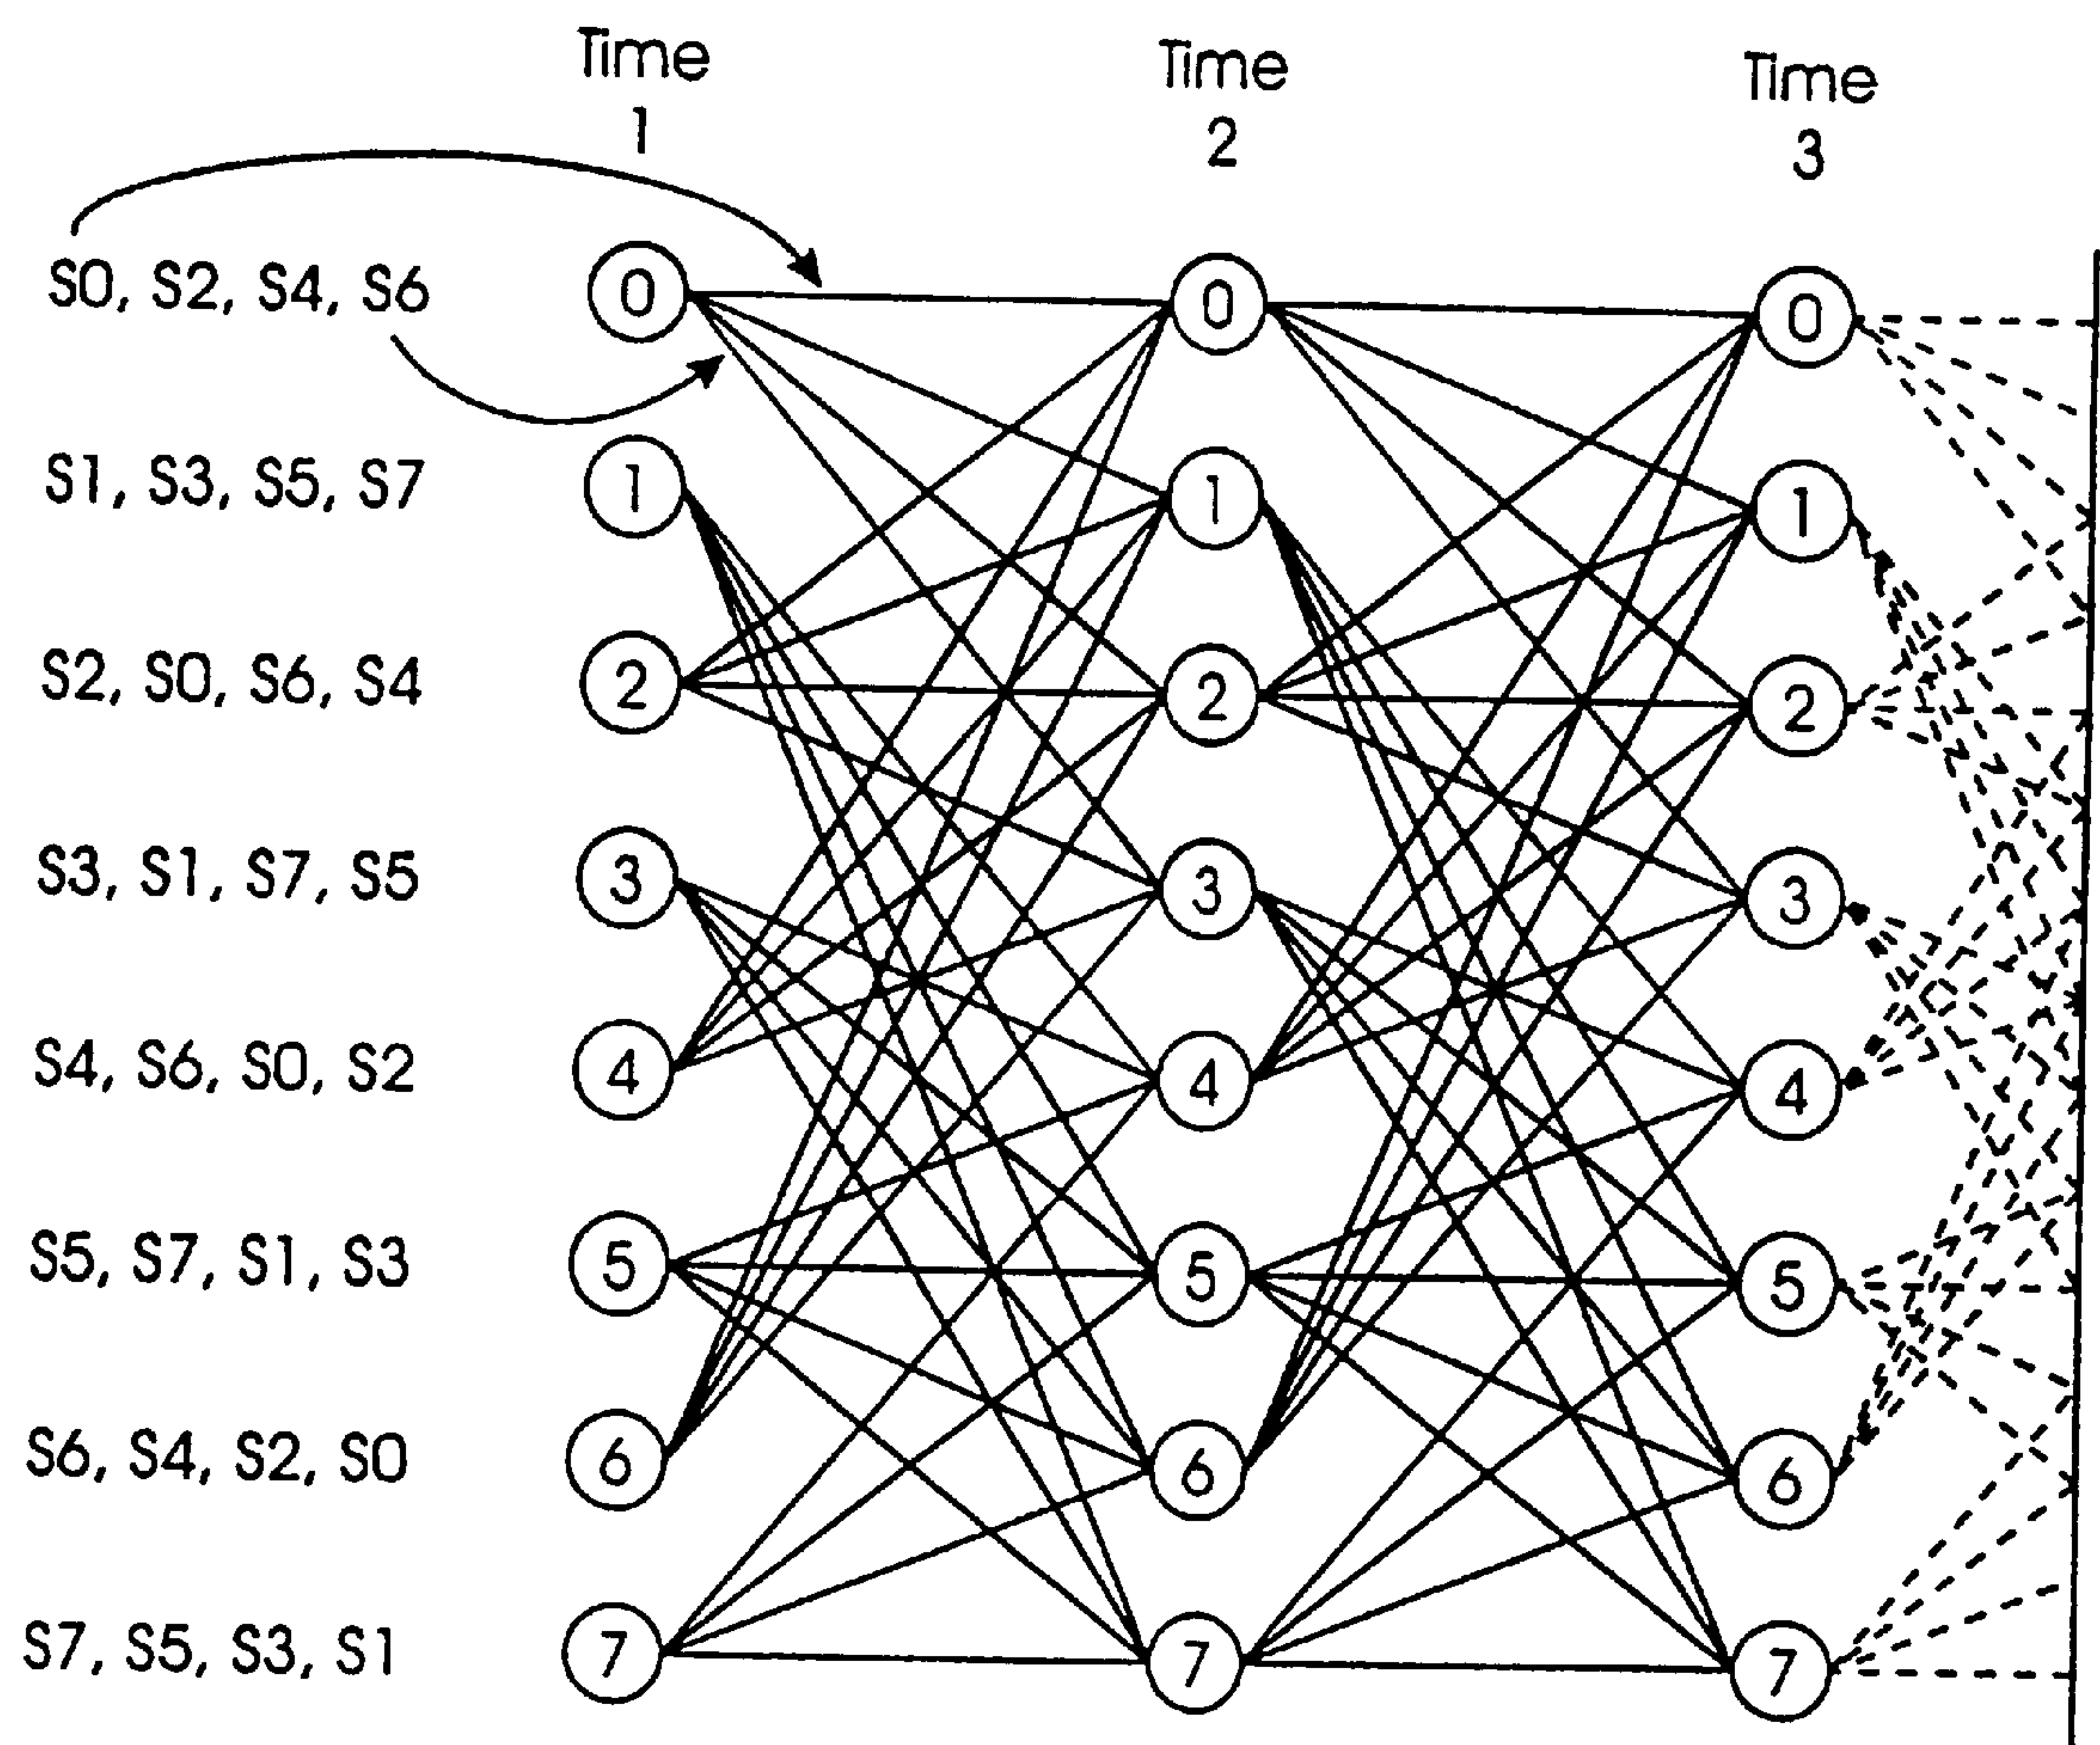 Time Time Time
1 2 3
S0, S2, S4, S6 0 0 0
S1, S3, S5, S7 1 1 1
S2, S0, S6, S4 2 2 2
S3, S1, S7, S5 3 3 3
S4, S6, S0, S2 4 4 4
S5, S7, S1, S3 5 5 5
S6, S4, S2, S0 6 6 6
S7, S5, S3, S1 7 7 7